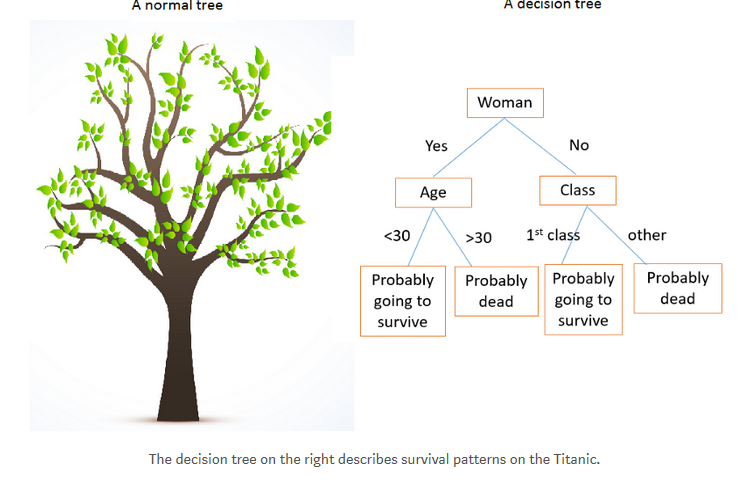 A normal tree
A decision tree
Woman
Yes
No
Age
Class
<30
>30
1st class
other
Probably
going to
survive
Probably
dead
Probably
going to
survive
Probably
dead
The decision tree on the right describes survival patterns on the Titanic.